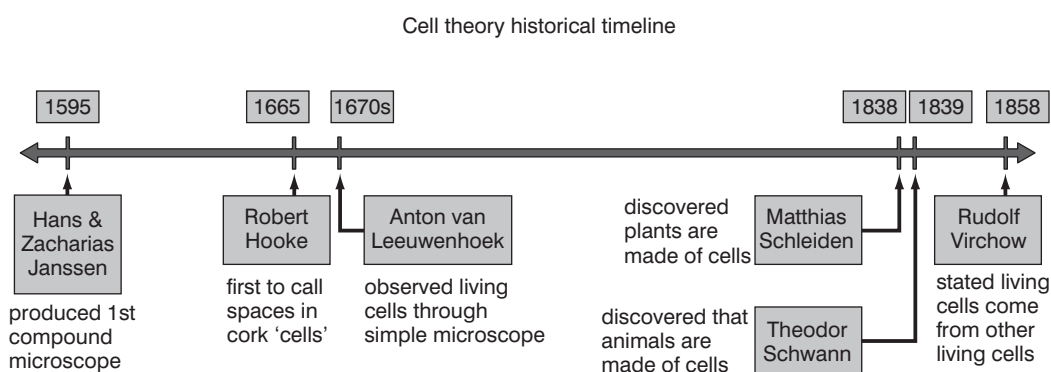 Cell theory historical timeline
1595
1665
1670s
1838
1839
1858
Hans &
Zacharias
Janssen
produced 1st
compound
microscope
Robert
Hooke
first to call
spaces in
cork ‘cells’
Anton van
Leeuwenhoek
observed living
cells through
simple microscope
discovered
plants are
made of cells
Matthias
Schleiden
discovered that
animals are
made of cells
Theodor
Schwann
Rudolf
Virchow
stated living
cells come
from other
living cells